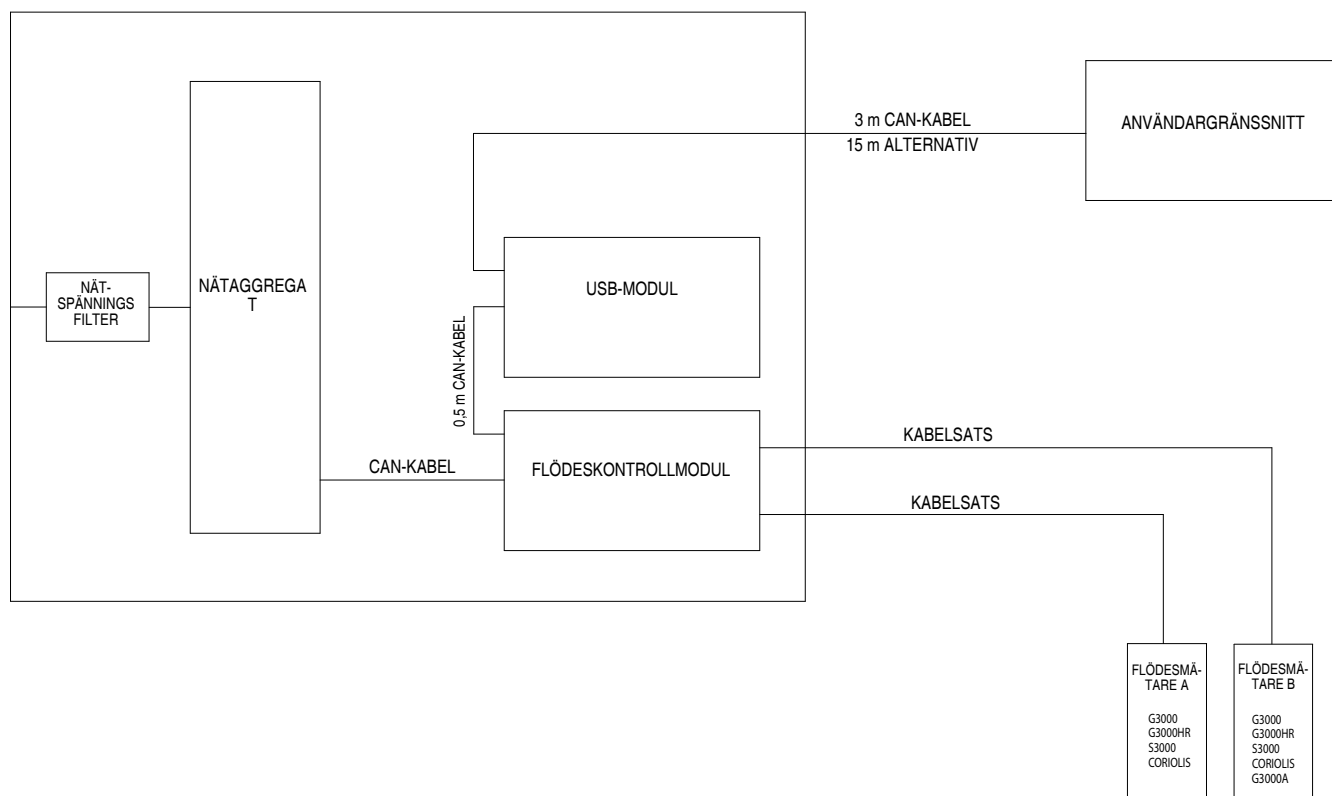 3 m CAN-KABEL
15 m ALTERNATIV
ANVÄNDARGRÄNSSNITT
NÄT-
SPÄNNINGS
FILTER
NÄTAGGREGA
T
USB-MODUL
0,5 m CAN-KABEL
CAN-KABEL
FLÖDESKONTROLLMODUL
KABELSATS
KABELSATS
FLÖDESMÄ-
TARE A
G3000
G3000HR
S3000
CORIOLIS
FLÖDESMÄ-
TARE B
G3000
G3000HR
S3000
CORIOLIS
G3000A